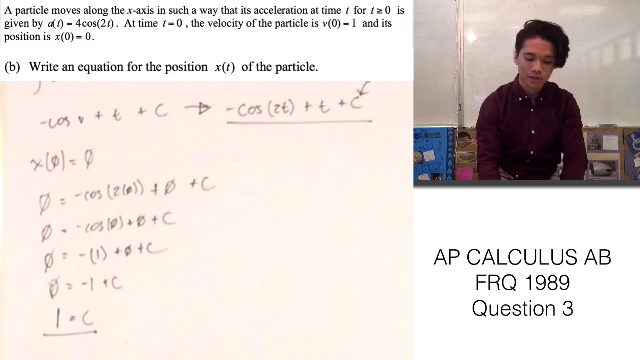 A particle moves along the x-axis in such a way that its acceleration at time t for t ≥ 0 is
given by a(t) = 4cos(2t). At time t = 0, the velocity of the particle is v(0) = 1 and its
position is x(0) = 0.
(b) Write an equation for the position x(t) of the particle.
-cos v + t + C → -cos(2t) + t + C
x(0) = 0
0 = -cos(2(0)) + 0 + C
0 = -cos(0) + 0 + C
0 = -(1) + 0 + C
0 = -1 + C
1 = C
AP CALCULUS AB
FRQ 1989
Question 3